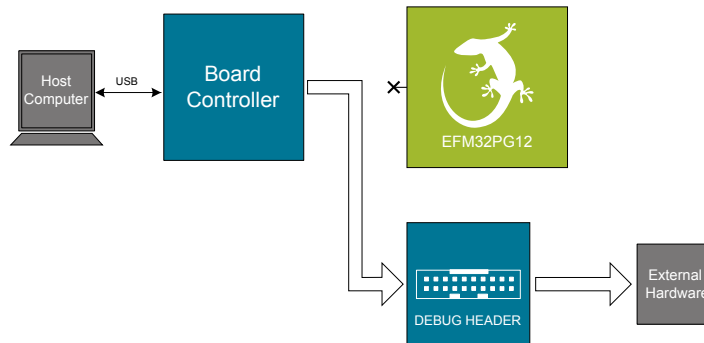 Host
Computer
USB
Board
Controller
EFM32PG12
DEBUG HEADER
External
Hardware